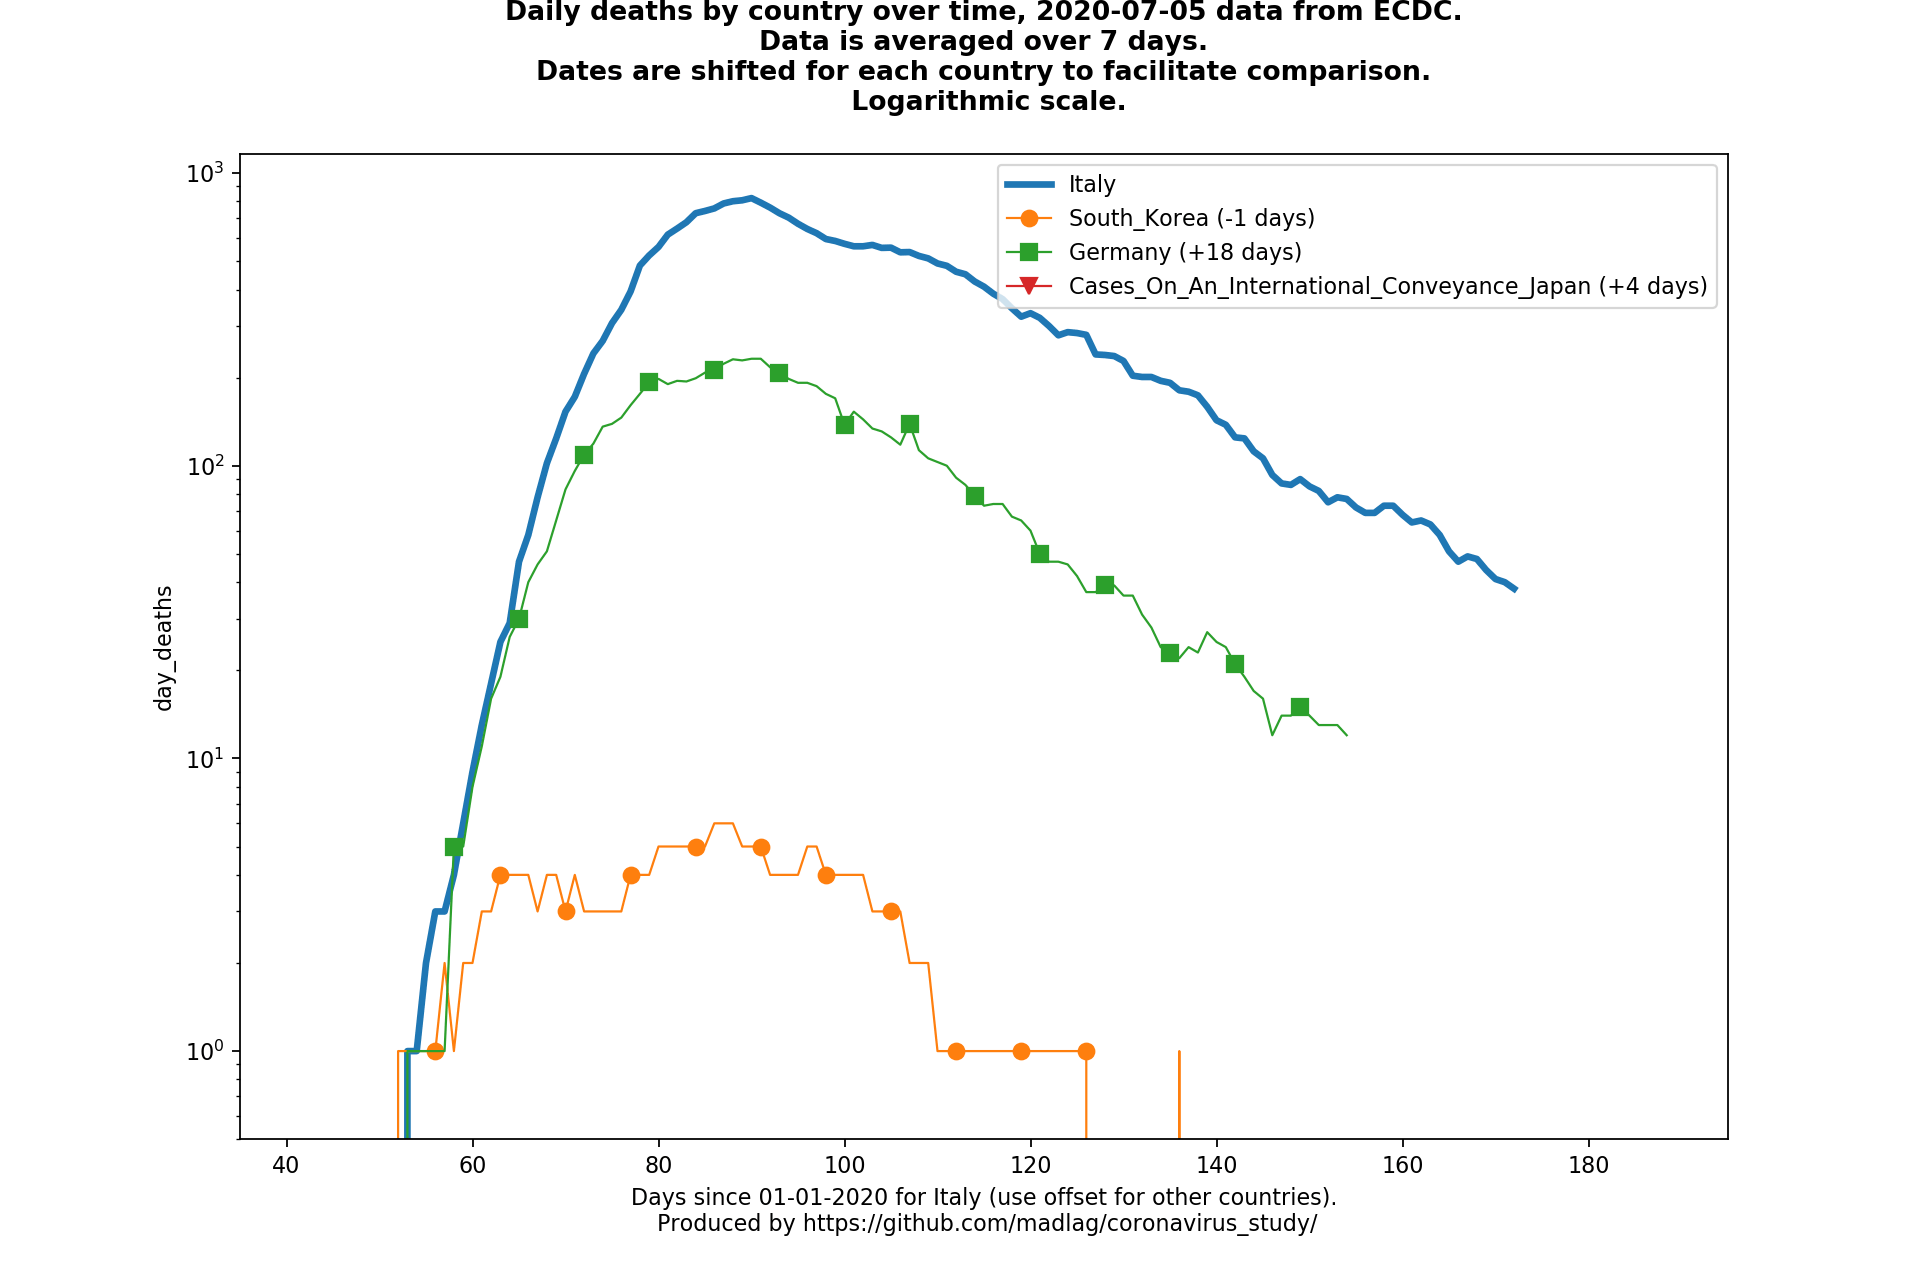 Daily deaths by country over time, 2020-07-05 data from ECDC.
Data is averaged over 7 days.
Dates are shifted for each country to facilitate comparison.
Logarithmic scale.
10³
10²
10¹
10⁰
day_deaths
Italy
South_Korea (-1 days)
Germany (+18 days)
Cases_On_An_International_Conveyance_Japan (+4 days)
40 60 80 100 120 140 160 180
Days since 01-01-2020 for Italy (use offset for other countries).
Produced by https://github.com/madlag/coronavirus_study/